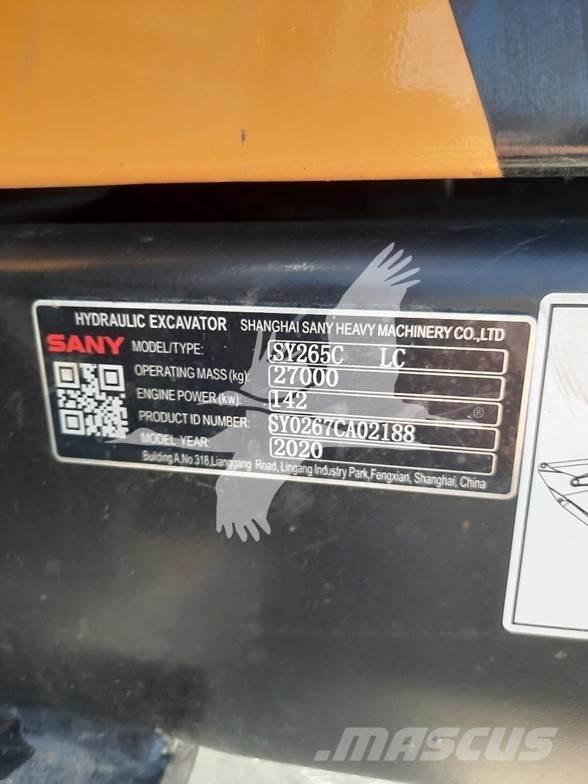 HYDRAULIC EXCAVATOR SHANGHAI SANY HEAVY MACHINERY CO.,LTD
SANY MODEL/TYPE: SY265C LC
OPERATING MASS (kg): 27000
ENGINE POWER (kw): 142
PRODUCT ID NUMBER: SY0267CA02188
MODEL YEAR: 2020
Building A,No.318,Lianggang Road, Lingang Industry Park,Fengxian, Shanghai, China
®
MASCUS